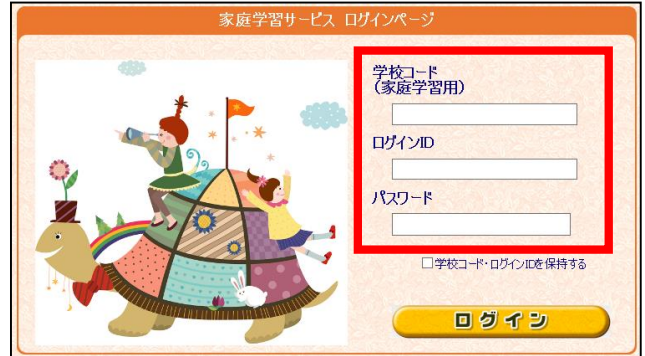 家庭学習サービス ログインページ
学校コード
(家庭学習用)
ログインID
パスワード
学校コード・ログインIDを保持する
ログイン